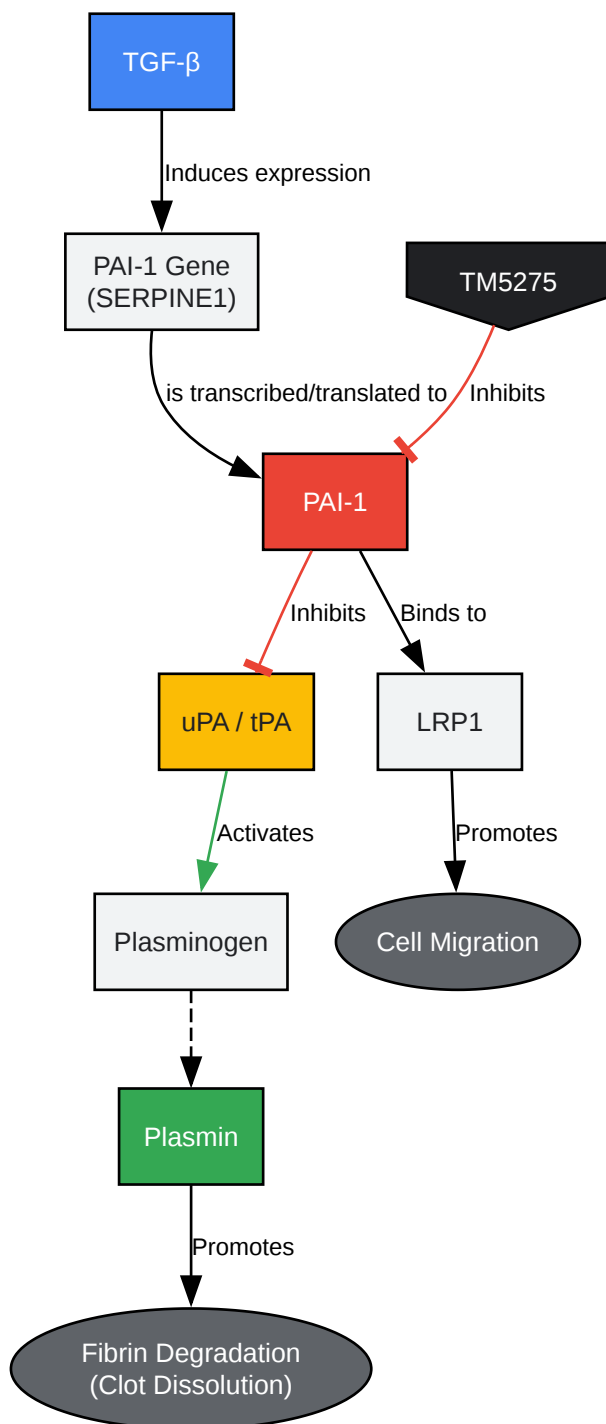 TGF-β
Induces expression
PAI-1 Gene
(SERPINE1)
TM5275
is transcribed/translated to
Inhibits
PAI-1
Inhibits
Binds to
uPA / tPA
LRP1
Activates
Promotes
Plasminogen
Cell Migration
Plasmin
Promotes
Fibrin Degradation
(Clot Dissolution)